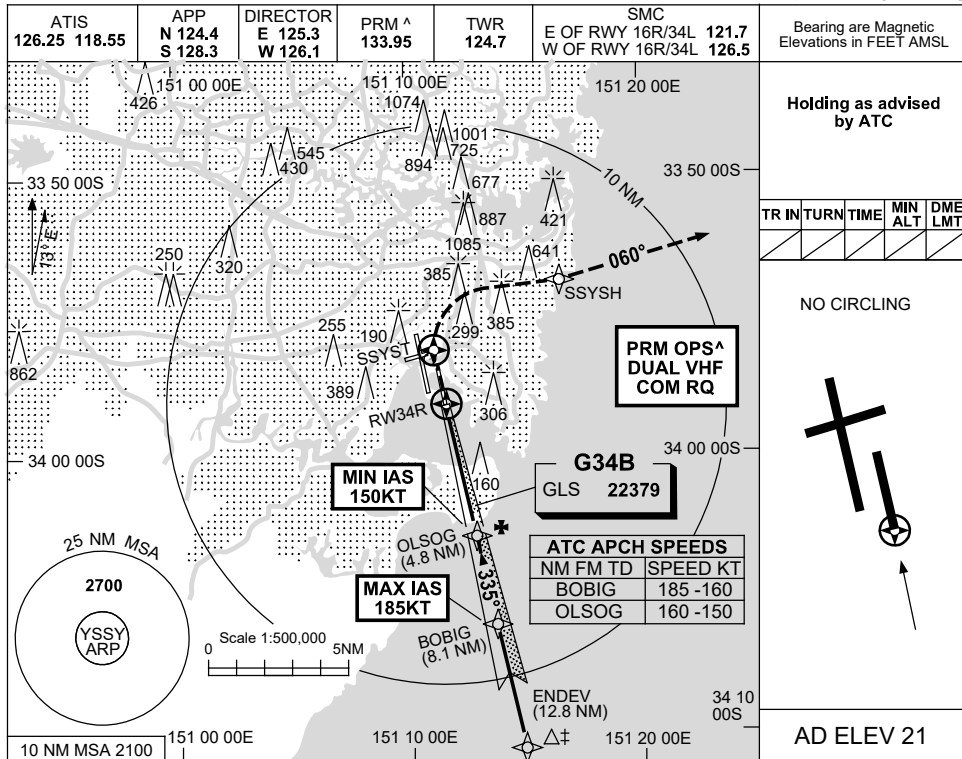 ATIS
126.25 118.55
APP
N 124.4
S 128.3
DIRECTOR
E 125.3
W 126.1
PRM ^
133.95
TWR
124.7
SMC
E OF RWY 16R/34L 121.7
W OF RWY 16R/34L 126.5
Bearing are Magnetic
Elevations in FEET AMSL
151 00 00E
151 10 00E
151 20 00E
426
1074
1001
725
894
545
430
677
33 50 00S
33 50 00S
10 NM
887
421
13° E
1085
641
320
250
385
060°
SSYSH
385
299
190
255
SSYST
862
389
306
RW34R
PRM OPS^
DUAL VHF
COM RQ
34 00 00S
34 00 00S
160
G34B
GLS 22379
MIN IAS
150KT
OLSOG
(4.8 NM)
335°
MAX IAS
185KT
BOBIG
(8.1 NM)
ATC APCH SPEEDS
NM FM TD SPEED KT
BOBIG 185 -160
OLSOG 160 -150
25 NM MSA
2700
YSSY
ARP
Scale 1:500,000
0 5NM
ENDEV
(12.8 NM)
34 10
00S
10 NM MSA 2100
151 00 00E
151 10 00E
151 20 00E
Holding as advised
by ATC
TR IN TURN TIME MIN ALT DME LMT
NO CIRCLING
AD ELEV 21